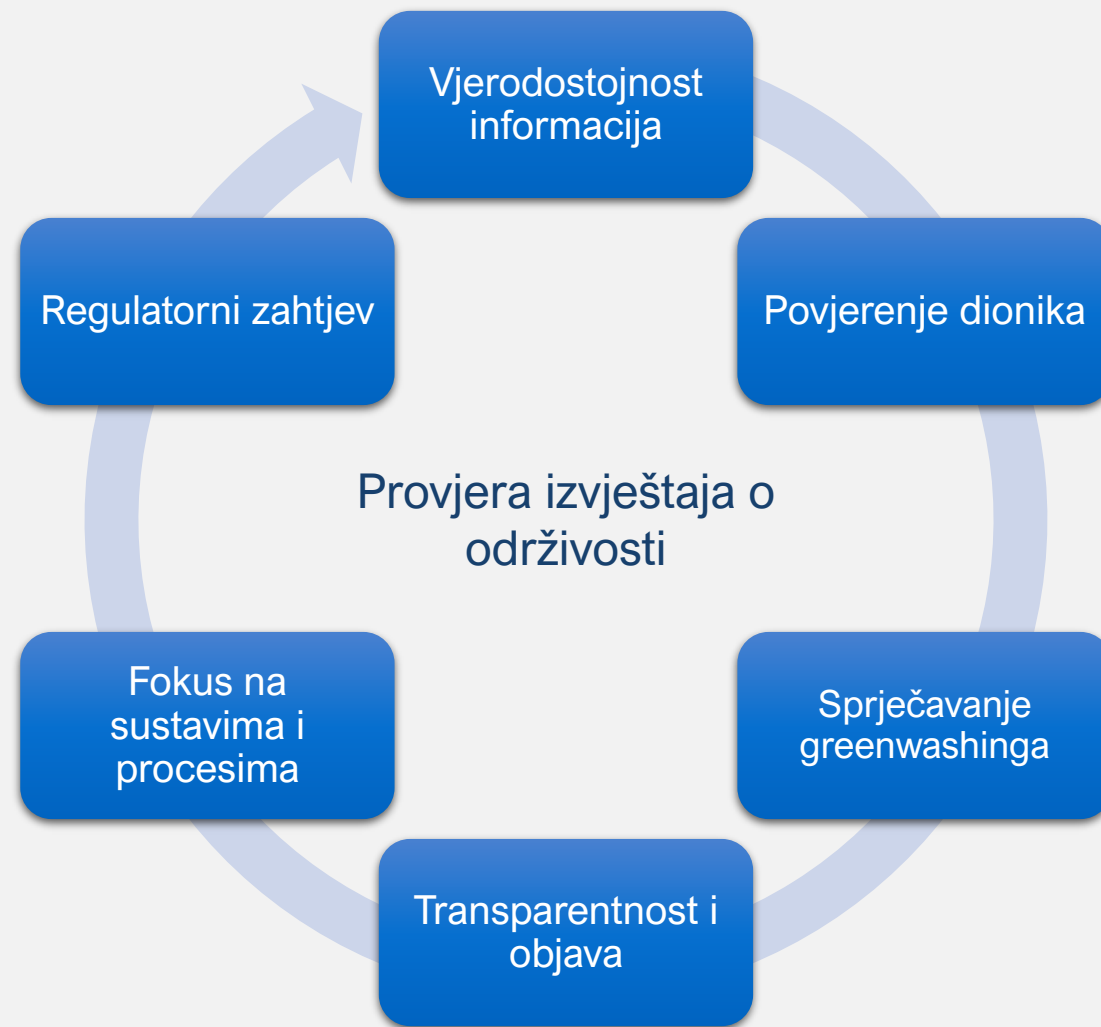 Vjerodostojnost
informacija
Povjerenje dionika
Sprječavanje
greenwashinga
Transparentnost i
objava
Fokus na
sustavima i
procesima
Regulatorni zahtjev
Provjera izvještaja o
održivosti